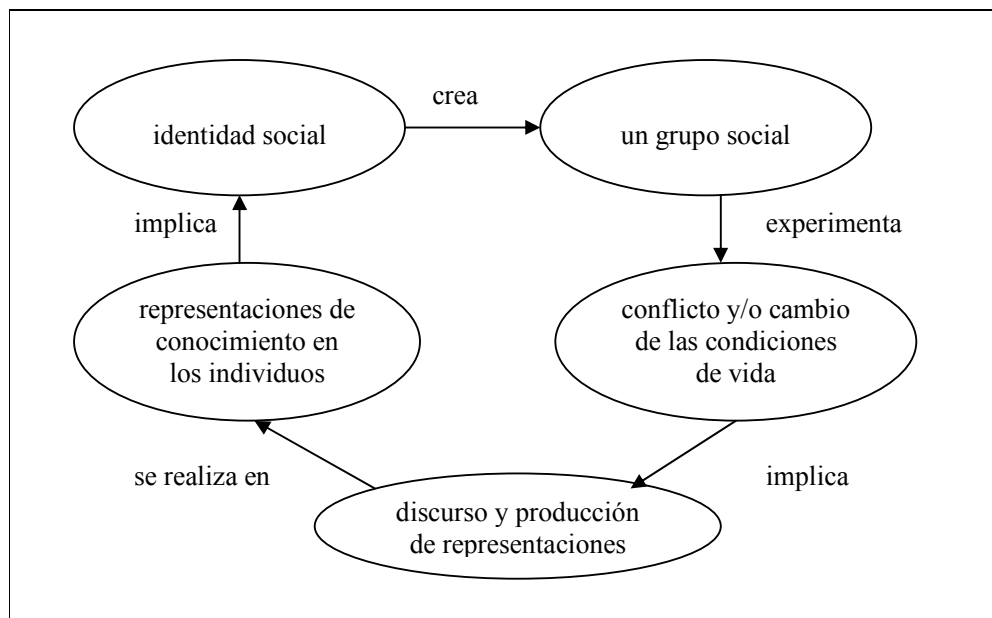 crea
identidad social
un grupo social
implica
experimenta
representaciones de
conocimiento en
los individuos
conflicto y/o cambio
de las condiciones
de vida
se realiza en
implica
discurso y producción
de representaciones